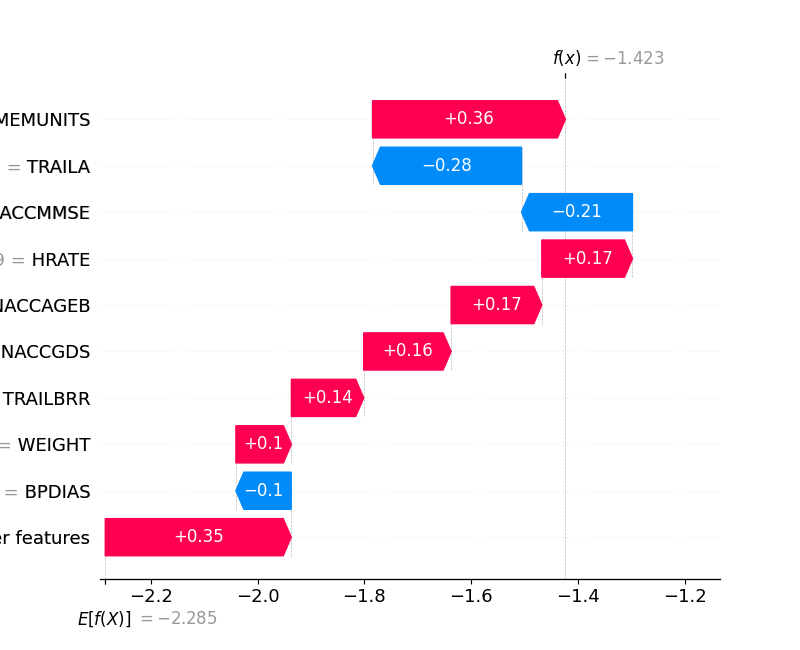 f(x) = −1.423
MEMUNITS +0.36
= TRAILA −0.28
ACCMMSE −0.21
9 = HRATE +0.17
NACCAGEB +0.17
NACCGDS +0.16
TRAILBRR +0.14
= WEIGHT +0.1
= BPDIAS −0.1
er features +0.35
−2.2 −2.0 −1.8 −1.6 −1.4 −1.2
E[f(X)] = −2.285